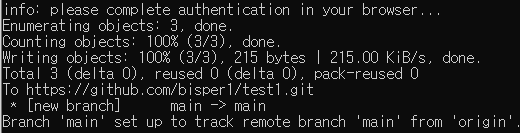 info: please complete authentication in your browser...
Enumerating objects: 3, done.
Counting objects: 100% (3/3), done.
Writing objects: 100% (3/3), 215 bytes | 215.00 KiB/s, done.
Total 3 (delta 0), reused 0 (delta 0), pack-reused 0
To https://github.com/bisper1/test1.git
 * [new branch]      main -> main
Branch 'main' set up to track remote branch 'main' from 'origin'.